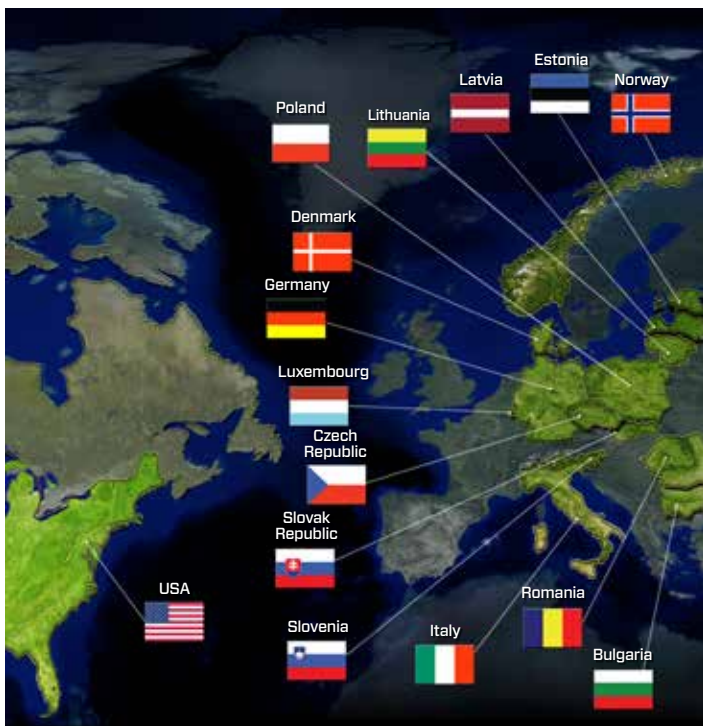 Estonia
Latvia
Norway
Poland
Lithuania
Denmark
Germany
Luxembourg
Czech
Republic
Slovak
Republic
USA
Romania
Slovenia
Italy
Bulgaria